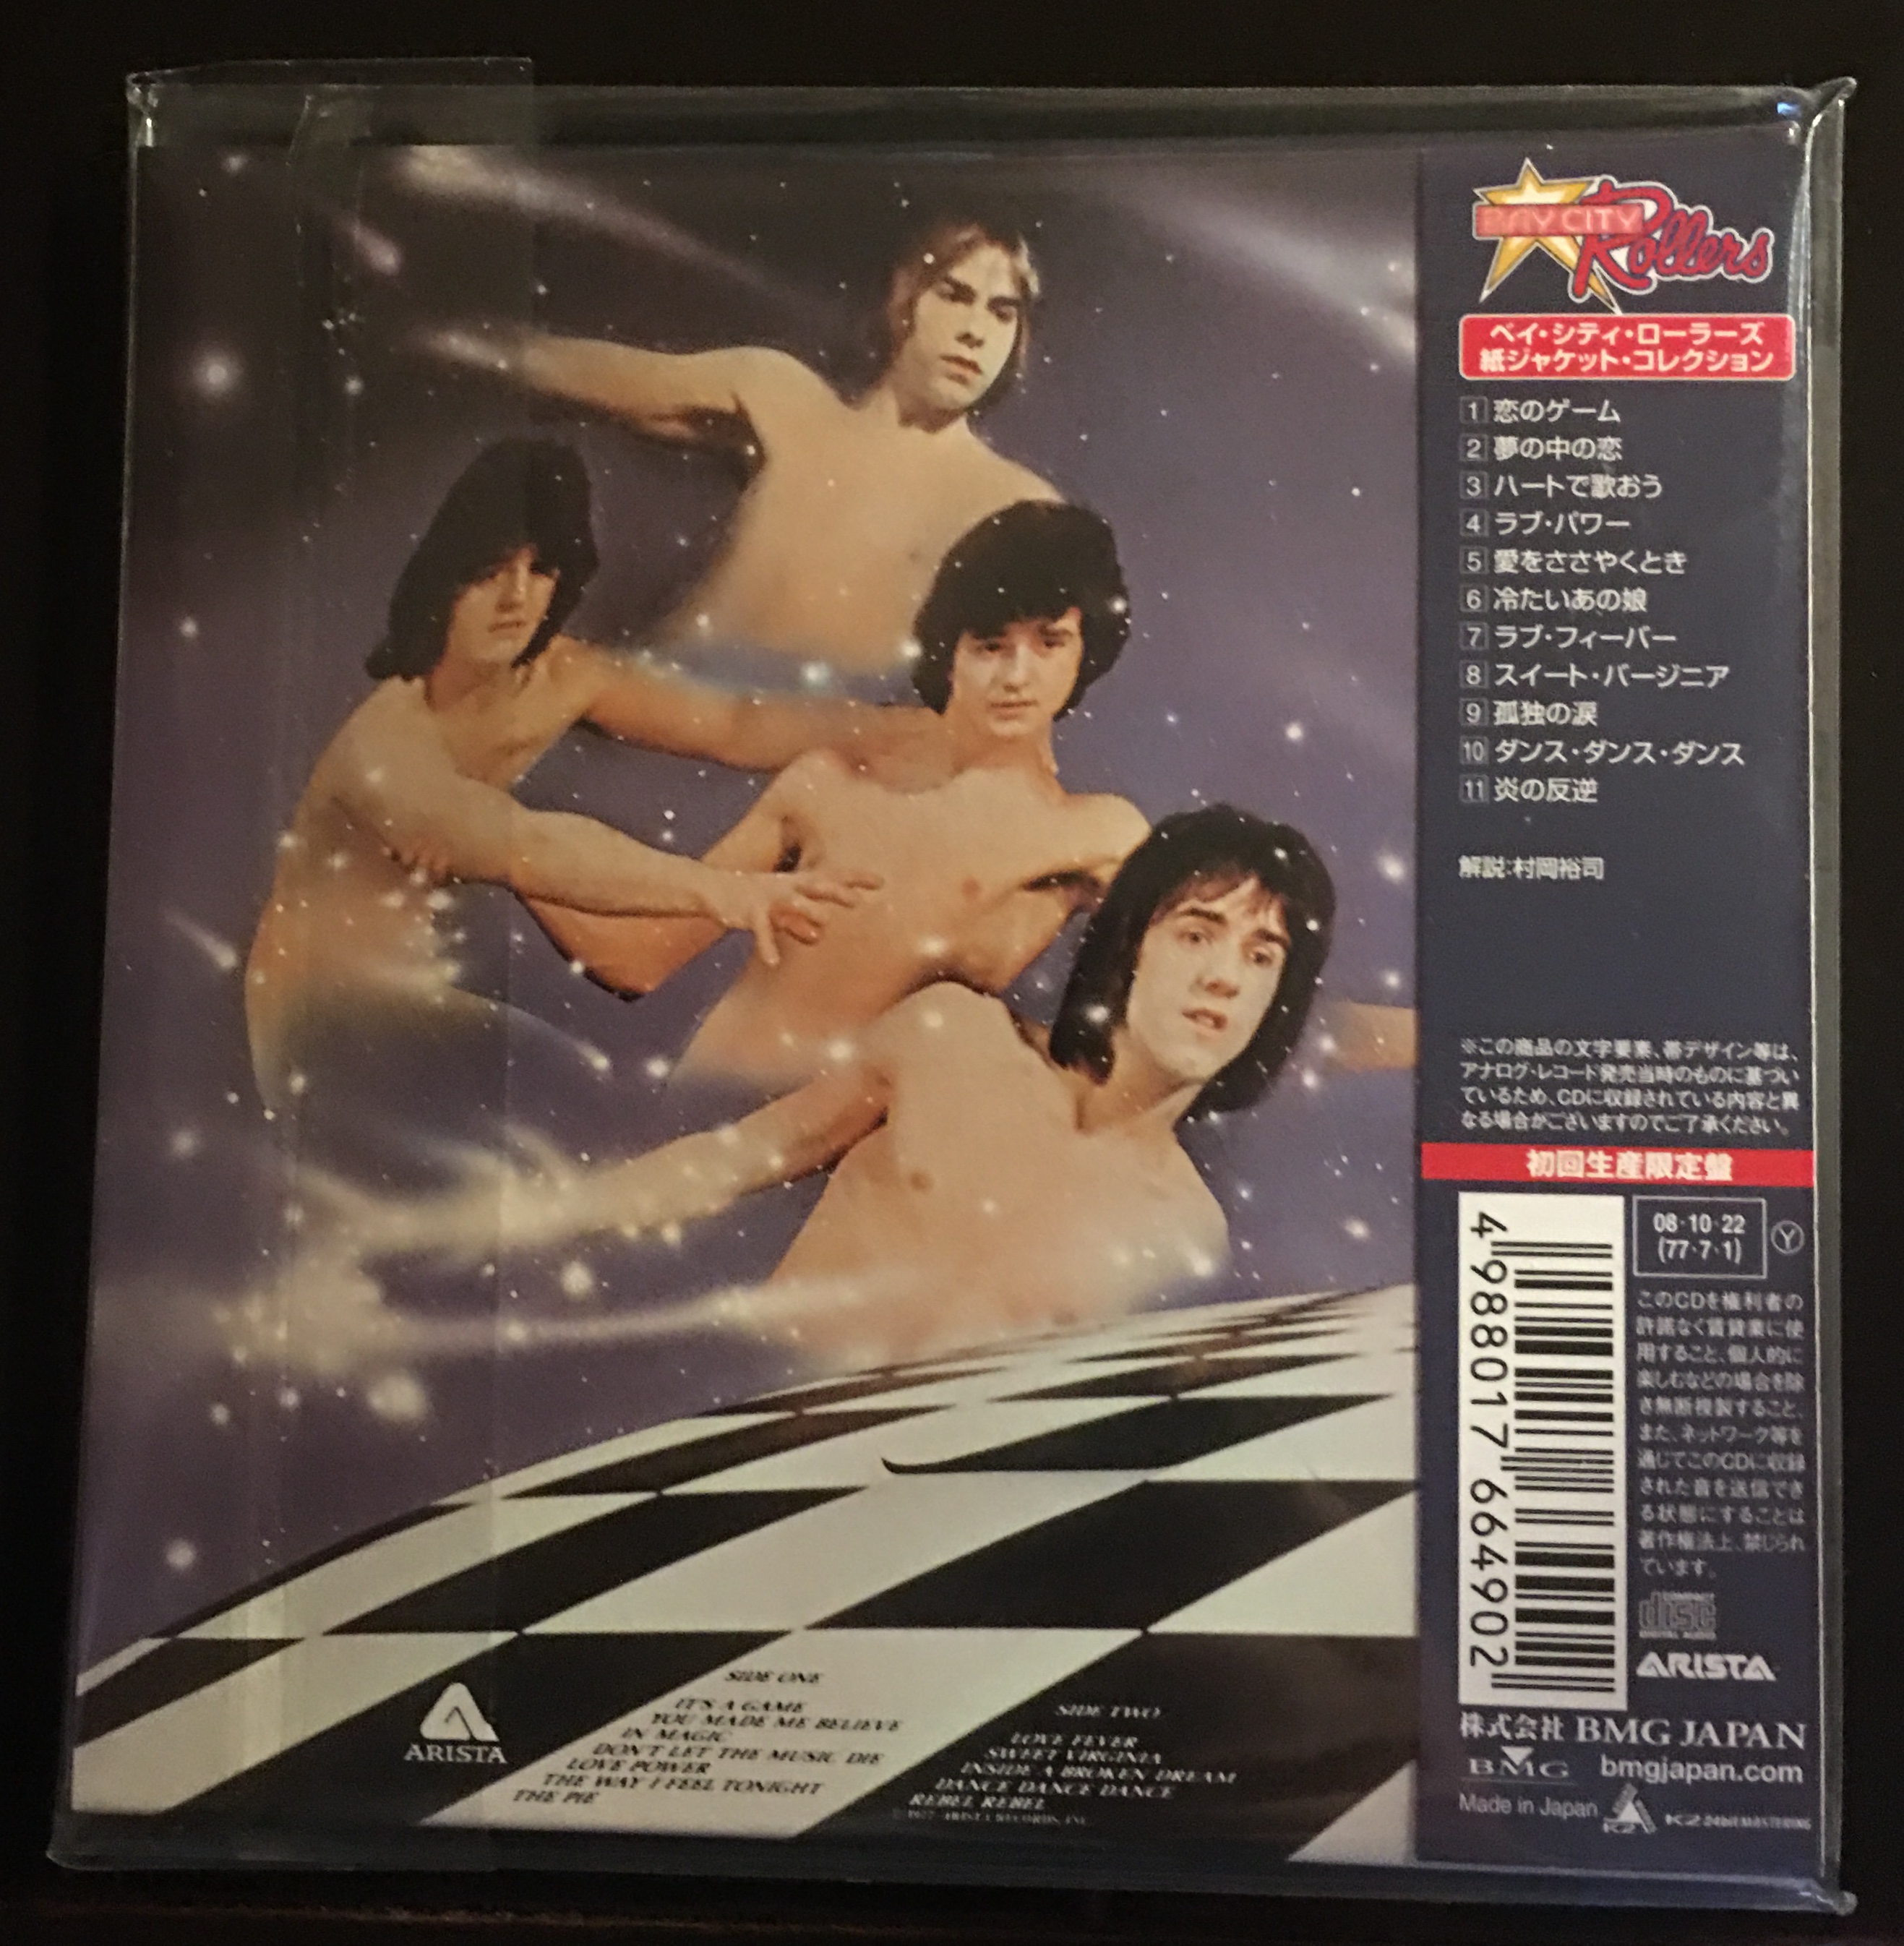 BAY CITY
Rollers
ベイ・シティ・ローラーズ
紙ジャケット・コレクション
1 恋のゲーム
2 夢の中の恋
3 ハートで歌おう
4 ラブ・パワー
5 愛をささやくとき
6 冷たいあの娘
7 ラブ・フィーバー
8 スイート・バージニア
9 孤独の涙
10 ダンス・ダンス・ダンス
11 炎の反逆
解説:村岡裕司
※この商品の文字要素、帯デザイン等は、
アナログ・レコード発売当時のものに基づい
ているため、CDに収録されている内容と異
なる場合がございますのでご了承ください。
初回生産限定盤
4 988017 664902
08・10・22
(77・7・1)
Y
このCDを権利者の
許諾なく賃貸業に使
用すること、個人的に
楽しむなどの場合を除
き無断複製すること、
また、ネットワーク等を
通じてこのCDに収録
された音を送信でき
る状態にすることは
著作権法上、禁じられ
ています。
COMPACT
disc
DIGITAL AUDIO
ARISTA
株式会社 BMG JAPAN
BMG bmgjapan.com
Made in Japan K2 K2 24bit MASTERING
ARISTA
SIDE ONE
IT'S A GAME
YOU MADE ME BELIEVE
IN MAGIC
DON'T LET THE MUSIC DIE
LOVE POWER
THE WAY I FEEL TONIGHT
THE PIE
SIDE TWO
LOVE FEVER
SWEET VIRGINIA
INSIDE A BROKEN DREAM
DANCE DANCE DANCE
REBEL REBEL
© 1977 ARISTA RECORDS, INC.